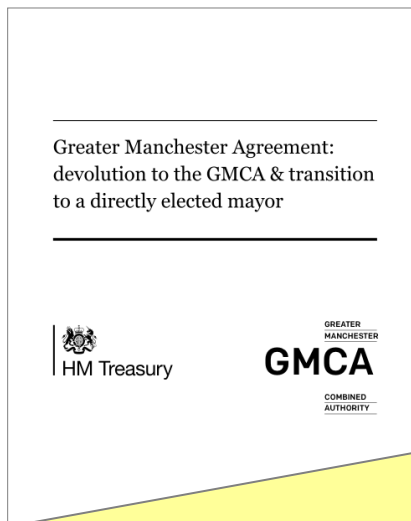 Greater Manchester Agreement:
devolution to the GMCA & transition
to a directly elected mayor
HM Treasury
GREATER
MANCHESTER
GMCA
COMBINED
AUTHORITY